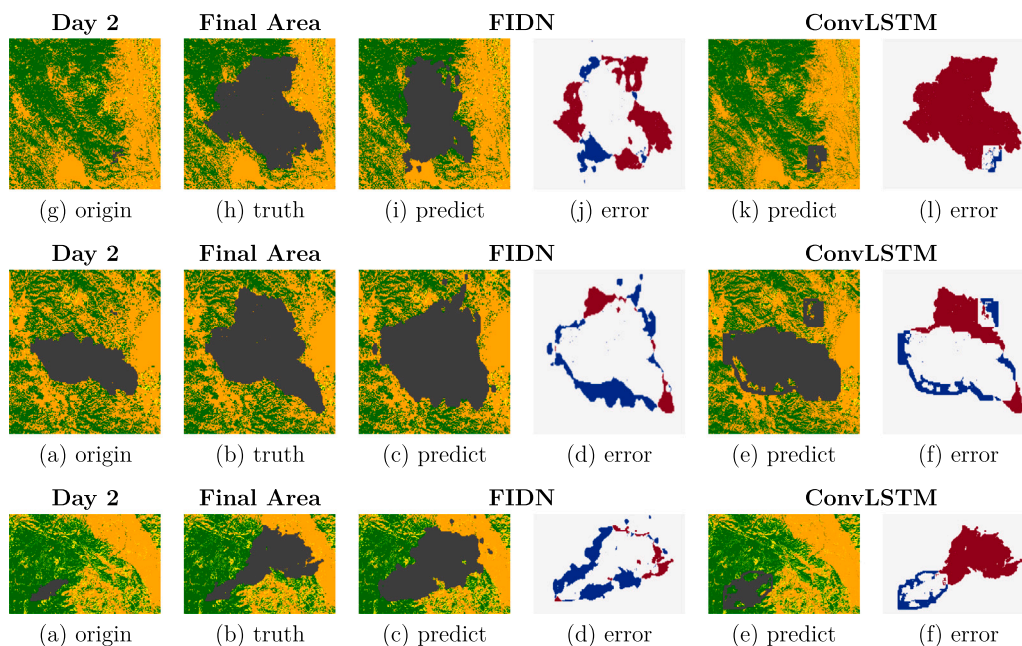 Day 2 Final Area FIDN ConvLSTM
(g) origin (h) truth (i) predict (j) error (k) predict (l) error
Day 2 Final Area FIDN ConvLSTM
(a) origin (b) truth (c) predict (d) error (e) predict (f) error
Day 2 Final Area FIDN ConvLSTM
(a) origin (b) truth (c) predict (d) error (e) predict (f) error